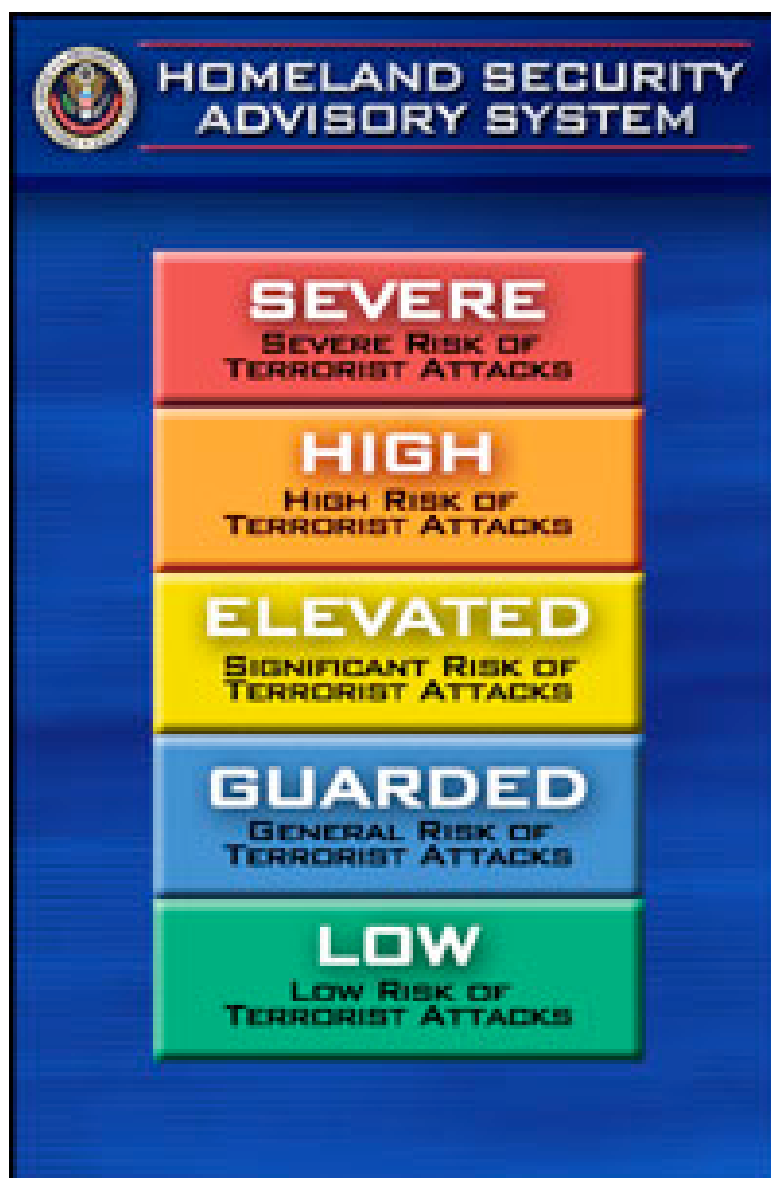 HOMELAND SECURITY
ADVISORY SYSTEM
SEVERE
SEVERE RISK OF
TERRORIST ATTACKS
HIGH
HIGH RISK OF
TERRORIST ATTACKS
ELEVATED
SIGNIFICANT RISK OF
TERRORIST ATTACKS
GUARDED
GENERAL RISK OF
TERRORIST ATTACKS
LOW
LOW RISK OF
TERRORIST ATTACKS